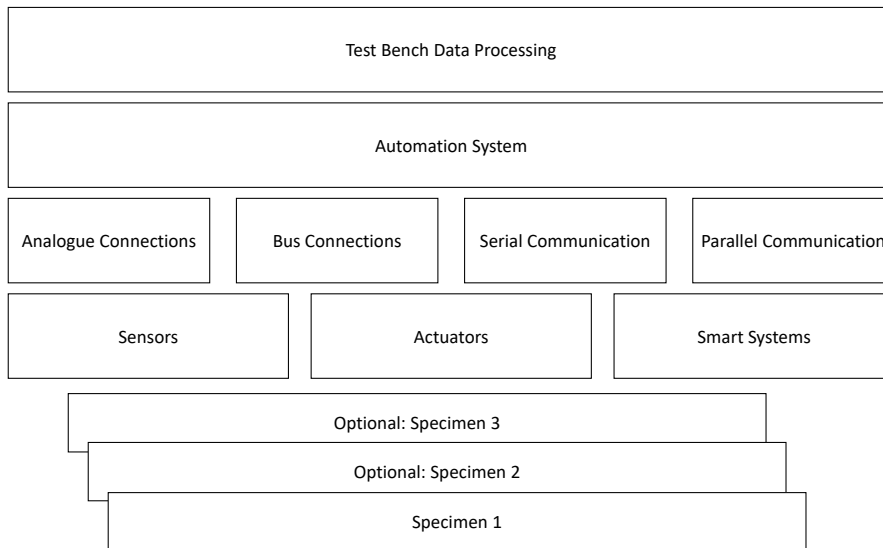 Test Bench Data Processing
Automation System
Analogue Connections
Bus Connections
Serial Communication
Parallel Communication
Sensors
Actuators
Smart Systems
Optional: Specimen 3
Optional: Specimen 2
Specimen 1